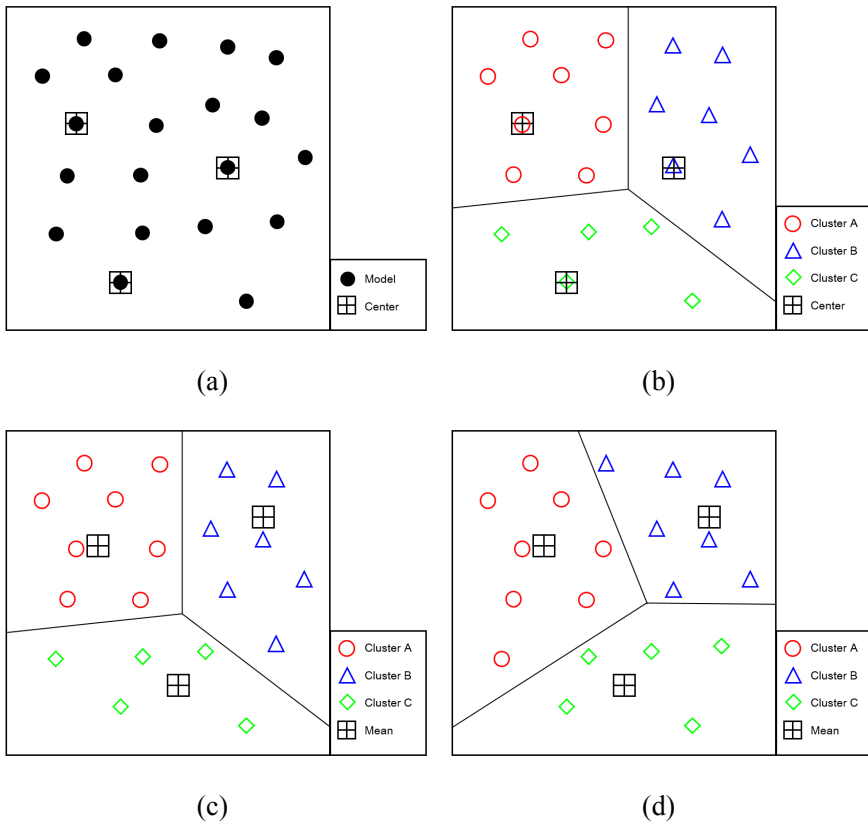 Model
Center
(a)
Cluster A
Cluster B
Cluster C
Center
(b)
Cluster A
Cluster B
Cluster C
Mean
(c)
Cluster A
Cluster B
Cluster C
Mean
(d)